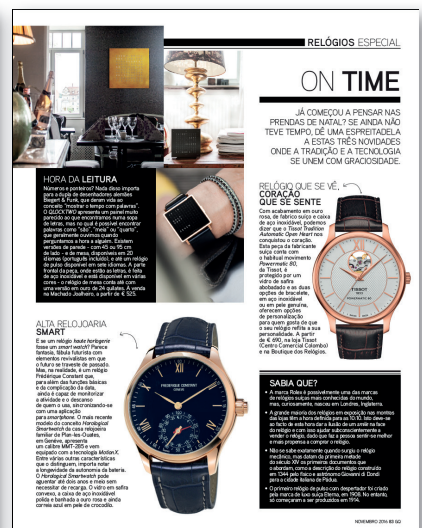 RELÓGIOS ESPECIAL
ON TIME
JÁ COMEÇOU A PENSAR NAS
PRENDAS DE NATAL? SE AINDA NÃO
TEVE TEMPO, DÊ UMA ESPREITADELA
A ESTAS TRÊS NOVIDADES
ONDE A TRADIÇÃO E A TECNOLOGIA
SE UNEM COM GRACIOSIDADE.
HORA DA LEITURA
Números e ponteiros? Nada disso importa
para a dupla de desenhadores alemães
Biegert & Funk, que deram vida ao
conceito "mostrar o tempo com palavras".
O QLOCKTWO apresenta um painel muito
parecido ao que encontramos numa sopa
de letras, mas no qual é possível encontrar
palavras como "são", "meia" ou "quarto",
que geralmente ouvimos quando
perguntamos a hora a alguém. Existem
versões de parede - com 45 ou 95 cm
de lado - e de mesa, disponíveis em 20
idiomas (português incluído), e até um relógio
de pulso disponível em sete idiomas. A parte
frontal da peça, onde estão as letras, é feita
de aço inoxidável e está disponível em várias
cores - o relógio de mesa conta até com
uma versão em ouro de 24 quilates. À venda
na Machado Joalheiro, a partir de € 525.
RELÓGIO QUE SE VÊ,
CORAÇÃO
QUE SE SENTE
Com acabamento em ouro
rosa, de fabrico suíço e caixa
de aço inoxidável, podemos
dizer que o Tissot Tradition
Automatic Open Heart nos
conquistou o coração.
Esta peça da fabricante
suíça conta com
o habitual movimento
Powermatic 80,
da Tissot, é
protegido por um
vidro de safira
abobadado e as duas
opções de bracelete,
em aço inoxidável
ou em pele genuína,
oferecem opções
de personalização
para quem gosta de que
o seu relógio reflita a sua
personalidade. A partir
de € 690, na loja Tissot
(Centro Comercial Colombo)
e na Boutique dos Relógios.
TISSOT
1853
POWERMATIC 80
ALTA RELOJOARIA
SMART
E se um relógio haute horlogerie
fosse um smart watch? Parece
fantasia, fábula futurista com
elementos revivalistas em que
o futuro se traveste de passado.
Mas, na realidade, é um relógio
Frédérique Constant que,
para além das funções básicas
e da complicação da data,
ainda é capaz de monitorizar
a atividade e o descanso
de quem o usa, sincronizando-se
com uma aplicação
para smartphone. O mais recente
modelo do conceito Horological
Smartwatch da casa relojoeira
familiar de Plan-les-Ouates,
em Genève, apresenta
um calibre MMT-285 e vem
equipado com a tecnologia MotionX.
Entre várias outras características
que o distinguem, importa notar
a longevidade da autonomia da bateria.
O Horological Smartwatch pode
aguentar até dois anos e meio sem
necessitar de recarga. O vidro em safira
convexo, a caixa de aço inoxidável
polida e banhada a ouro rosa e ainda
correia azul em pele de crocodilo.
FREDERIQUE CONSTANT
GENEVE
SABIA QUE?
• A marca Rolex é possivelmente uma das marcas
de relógios suíços mais conhecidas do mundo,
mas, curiosamente, nasceu em Londres, Inglaterra.
• A grande maioria dos relógios em exposição nas montras
das lojas têm a hora definida para as 10.10. Isto deve-se
ao facto de esta hora dar a ilusão de um smile na face
do relógio e com isso ajudar subconscientemente a
vender o relógio, dado que faz a pessoa sentir-se melhor
e mais propensa a comprar o relógio.
• Não se sabe exatamente quando surgiu o relógio
mecânico, mas datam da primeira metade
do século XIV os primeiros documentos que
o abordam, como a descrição do relógio construído
em 1344 pelo físico e astrónomo Giovanni di Dondi
para a cidade italiana de Pádua.
• O primeiro relógio de pulso com despertador foi criado
pela marca de luxo suíça Eterna, em 1908. No entanto,
só começaram a ser produzidos em 1914.
NOVEMBRO 2016 83 GQ